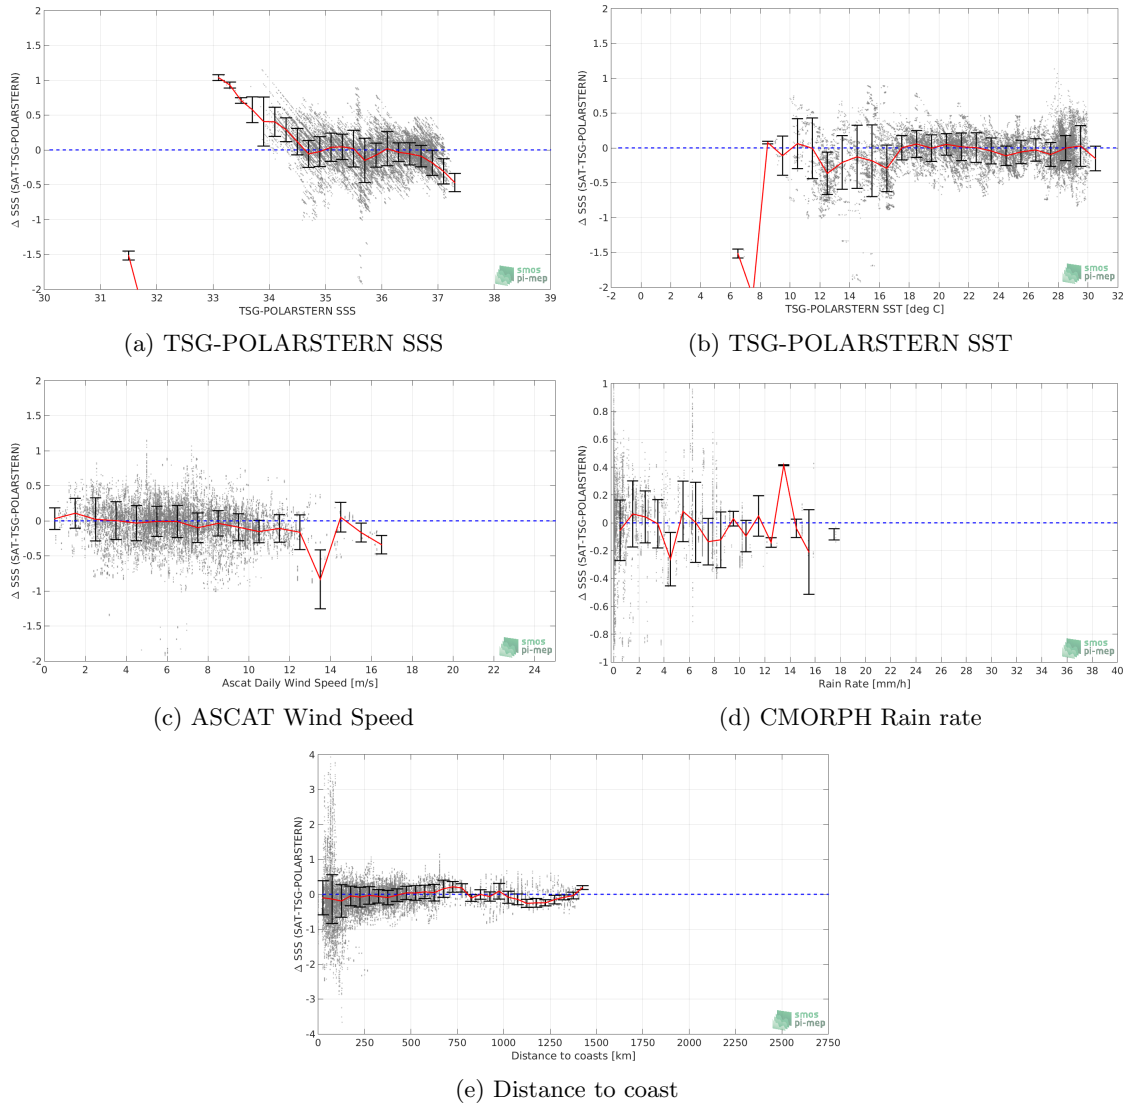 2
1.5
1
0.5
0
-0.5
-1
-1.5
-2
Δ SSS (SAT-TSG-POLARSTERN)
30 31 32 33 34 35 36 37 38 39
TSG-POLARSTERN SSS
smos
pi-mep
(a) TSG-POLARSTERN SSS
2
1.5
1
0.5
0
-0.5
-1
-1.5
-2
Δ SSS (SAT-TSG-POLARSTERN)
-2 0 2 4 6 8 10 12 14 16 18 20 22 24 26 28 30 32
TSG-POLARSTERN SST [deg C]
smos
pi-mep
(b) TSG-POLARSTERN SST
2
1.5
1
0.5
0
-0.5
-1
-1.5
-2
Δ SSS (SAT-TSG-POLARSTERN)
0 2 4 6 8 10 12 14 16 18 20 22 24
Ascat Daily Wind Speed [m/s]
smos
pi-mep
(c) ASCAT Wind Speed
1
0.8
0.6
0.4
0.2
0
-0.2
-0.4
-0.6
-0.8
-1
Δ SSS (SAT-TSG-POLARSTERN)
0 2 4 6 8 10 12 14 16 18 20 22 24 26 28 30 32 34 36 38 40
Rain Rate [mm/h]
smos
pi-mep
(d) CMORPH Rain rate
4
3
2
1
0
-1
-2
-3
-4
Δ SSS (SAT-TSG-POLARSTERN)
0 250 500 750 1000 1250 1500 1750 2000 2250 2500 2750
Distance to coasts [km]
smos
pi-mep
(e) Distance to coast